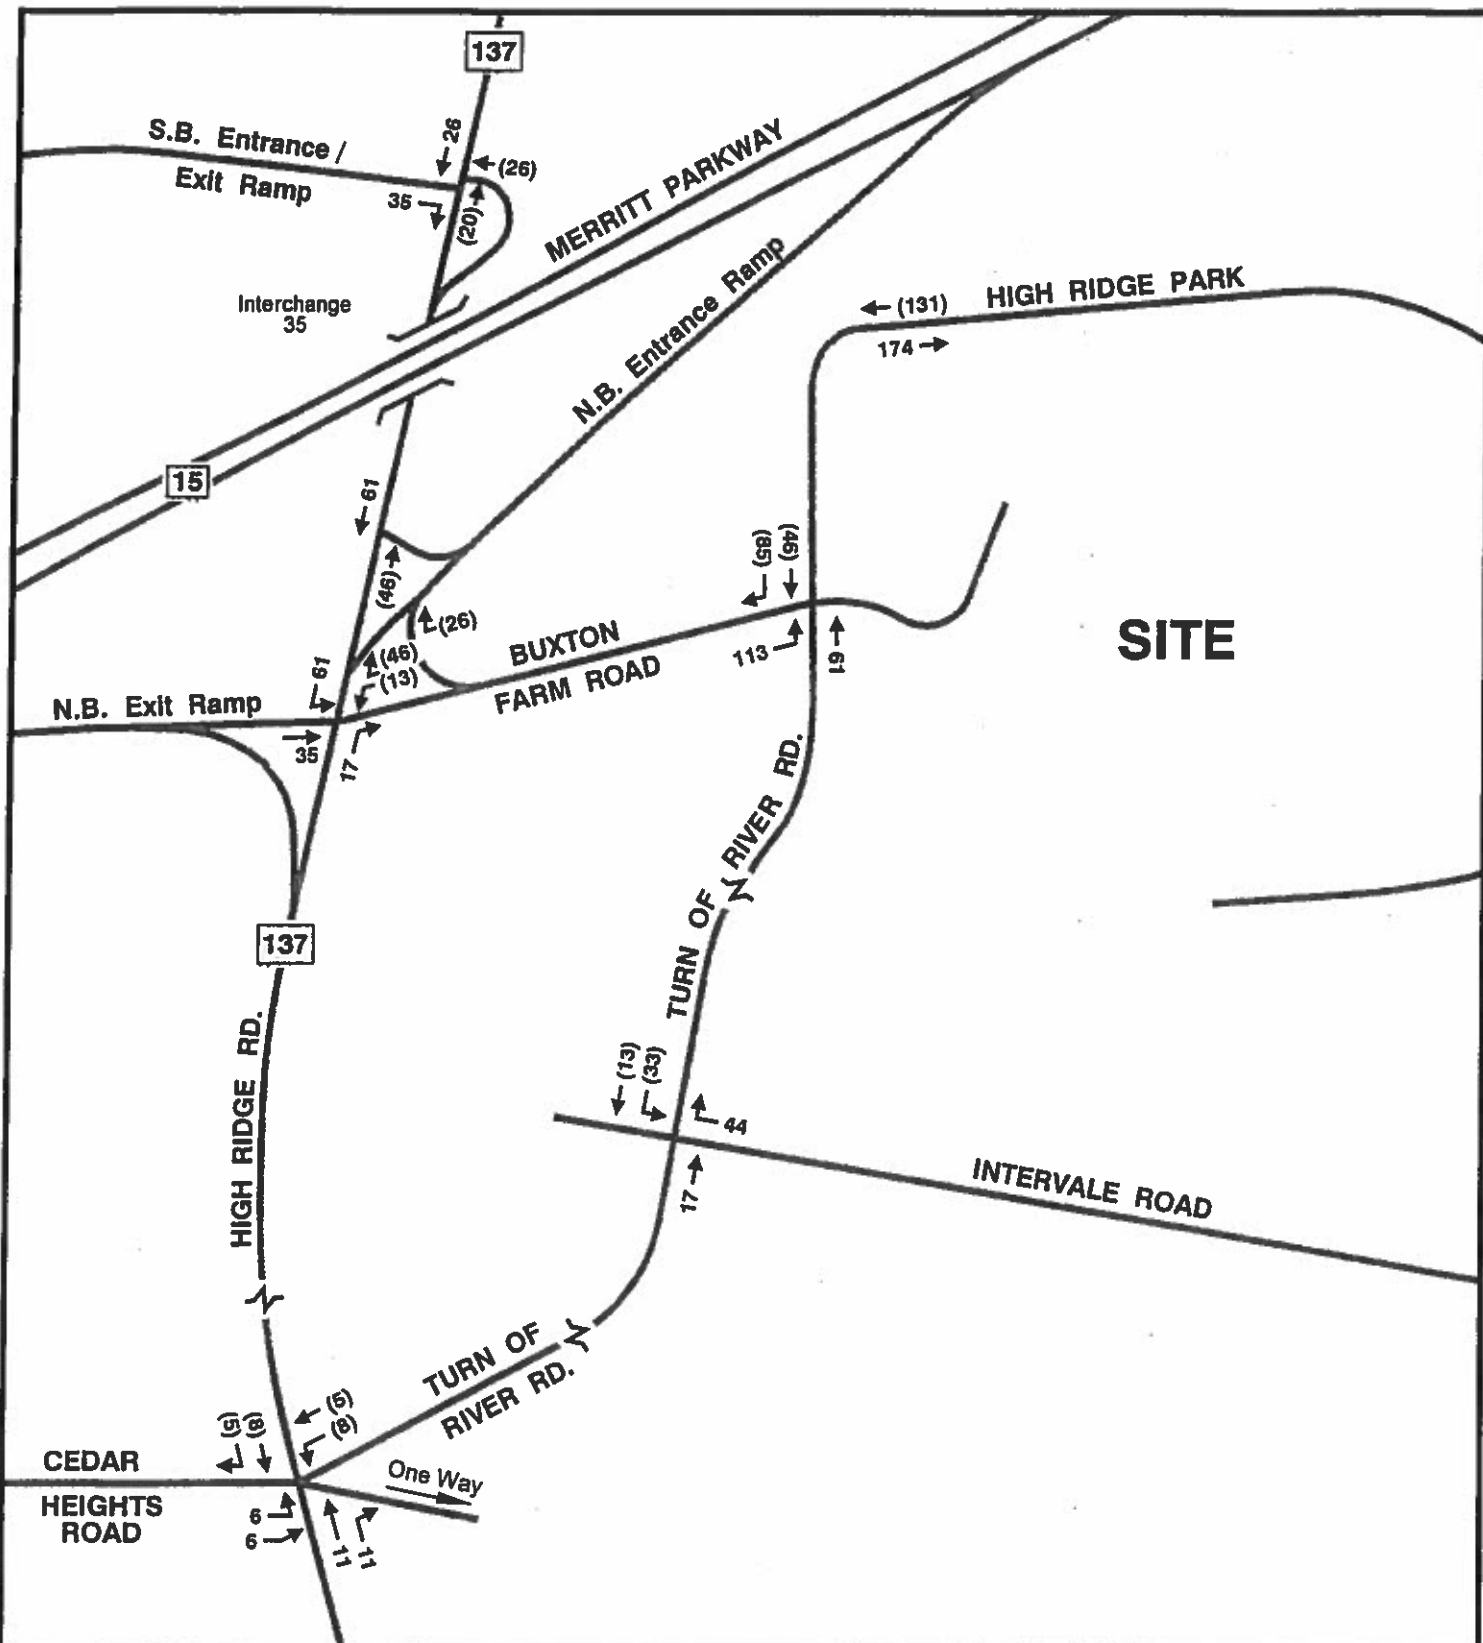 137
S.B. Entrance /
Exit Ramp
26
(26)
35
(20)
MERRITT PARKWAY
Interchange
35
N.B. Entrance Ramp
(131)
HIGH RIDGE PARK
174
15
61
(46)
(26)
(85)
(46)
BUXTON
FARM ROAD
113
61
SITE
61
(46)
(13)
N.B. Exit Ramp
35
17
TURN OF RIVER RD.
137
HIGH RIDGE RD.
(13)
(33)
44
17
INTERVALE ROAD
TURN OF
RIVER RD.
(5)
(8)
(5)
(8)
CEDAR
HEIGHTS
ROAD
One Way
6
6
11
11